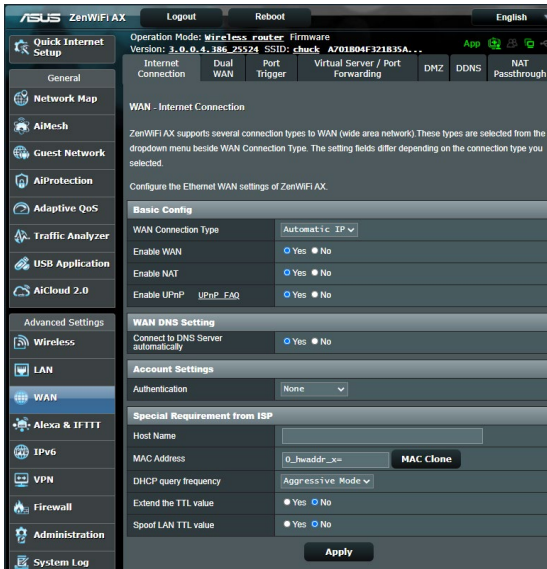 ASUS ZenWiFi AX Logout Reboot English
Quick Internet Setup
Operation Mode: Wireless router Firmware
Version: 3.0.0.4.386_25524 SSID: chuck A701B04F321B35A...
App
General
Network Map
AiMesh
Guest Network
AiProtection
Adaptive QoS
Traffic Analyzer
USB Application
AiCloud 2.0
Advanced Settings
Wireless
LAN
WAN
Alexa & IFTTT
IPv6
VPN
Firewall
Administration
System Log
Internet Connection Dual WAN Port Trigger Virtual Server / Port Forwarding DMZ DDNS NAT Passthrough
WAN - Internet Connection
ZenWiFi AX supports several connection types to WAN (wide area network).These types are selected from the
dropdown menu beside WAN Connection Type. The setting fields differ depending on the connection type you
selected.
Configure the Ethernet WAN settings of ZenWiFi AX.
Basic Config
WAN Connection Type Automatic IP
Enable WAN Yes No
Enable NAT Yes No
Enable UPnP UPnP FAQ Yes No
WAN DNS Setting
Connect to DNS Server automatically Yes No
Account Settings
Authentication None
Special Requirement from ISP
Host Name
MAC Address 0_hwaddr_x= MAC Clone
DHCP query frequency Aggressive Mode
Extend the TTL value Yes No
Spoof LAN TTL value Yes No
Apply